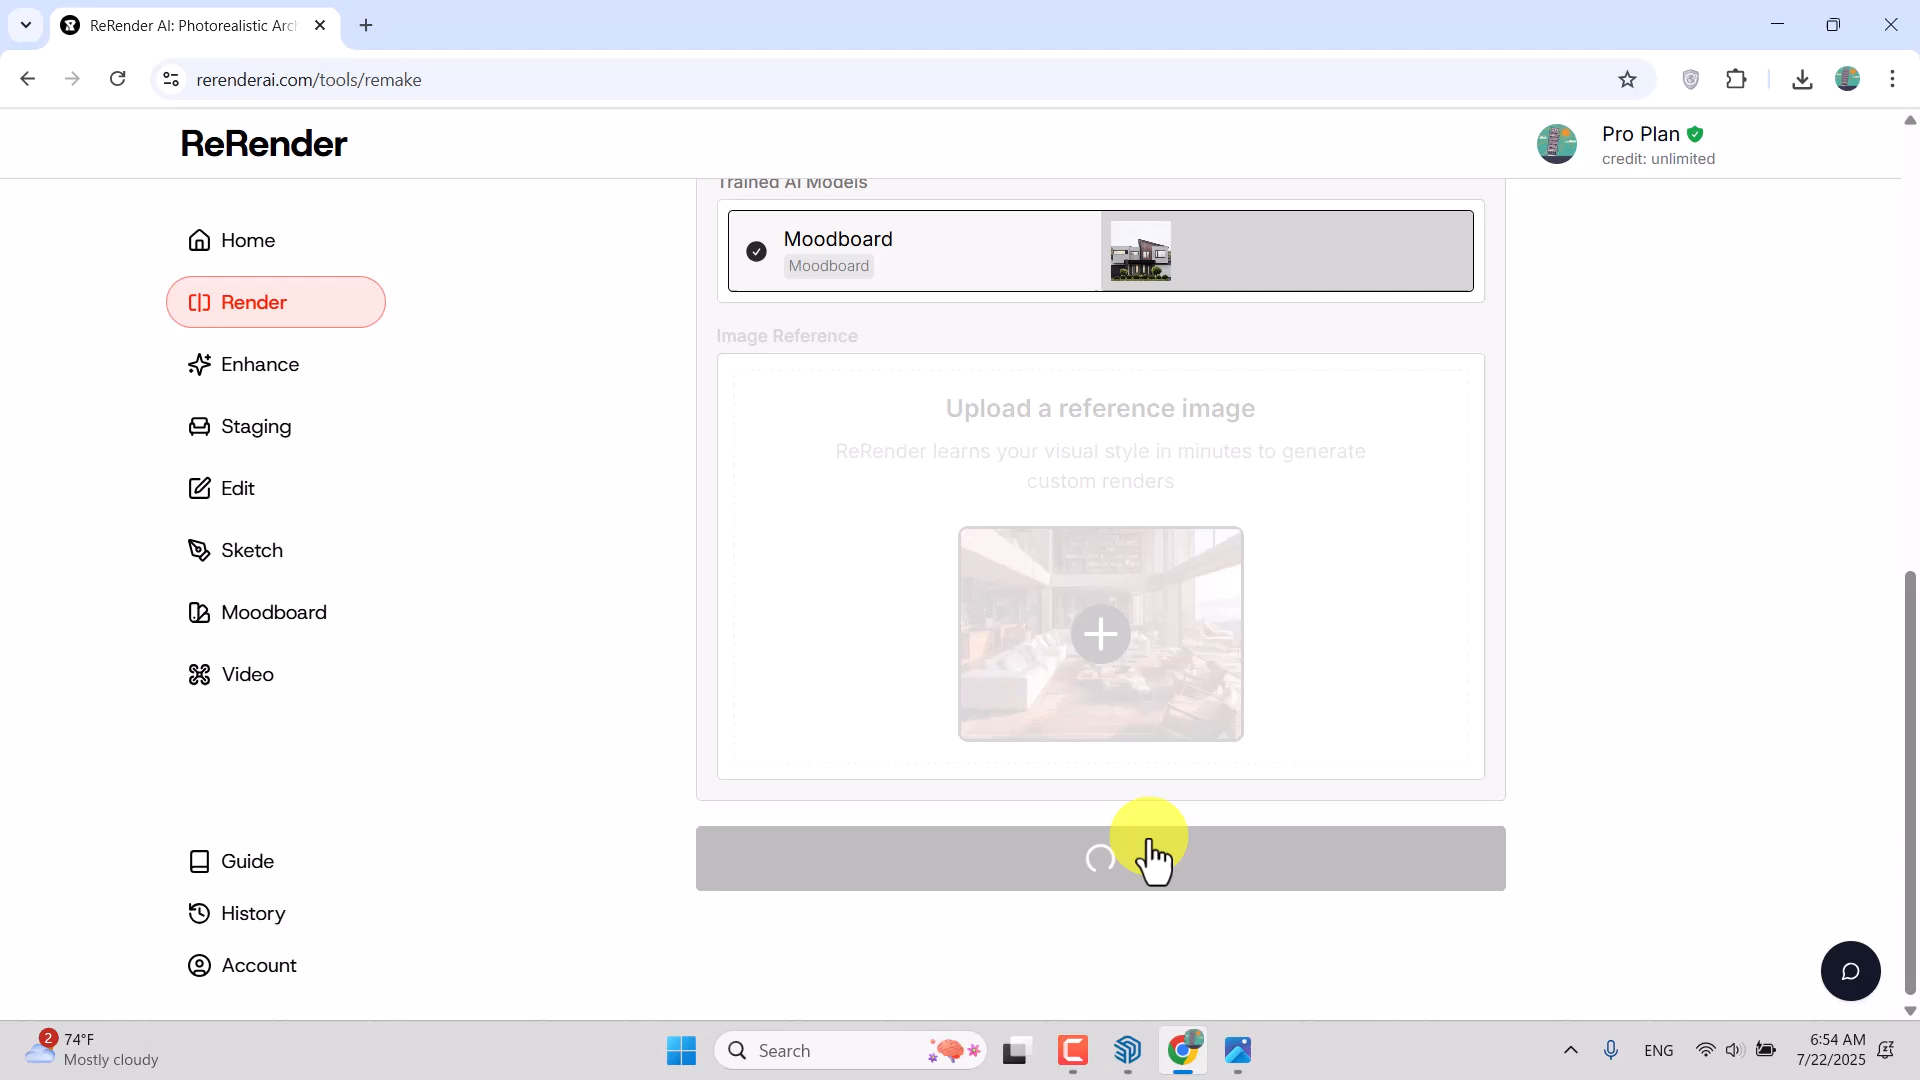 ReRender AI: Photorealistic Arc
rerenderai.com/tools/remake
ReRender
Pro Plan
credit: unlimited
Trained AI Models
Home
Moodboard
Moodboard
Render
Image Reference
Enhance
Upload a reference image
Staging
ReRender learns your visual style in minutes to generate
custom renders
Edit
Sketch
Moodboard
Video
Guide
History
Account
2
74°F
Mostly cloudy
Search
ENG
6:54 AM
7/22/2025